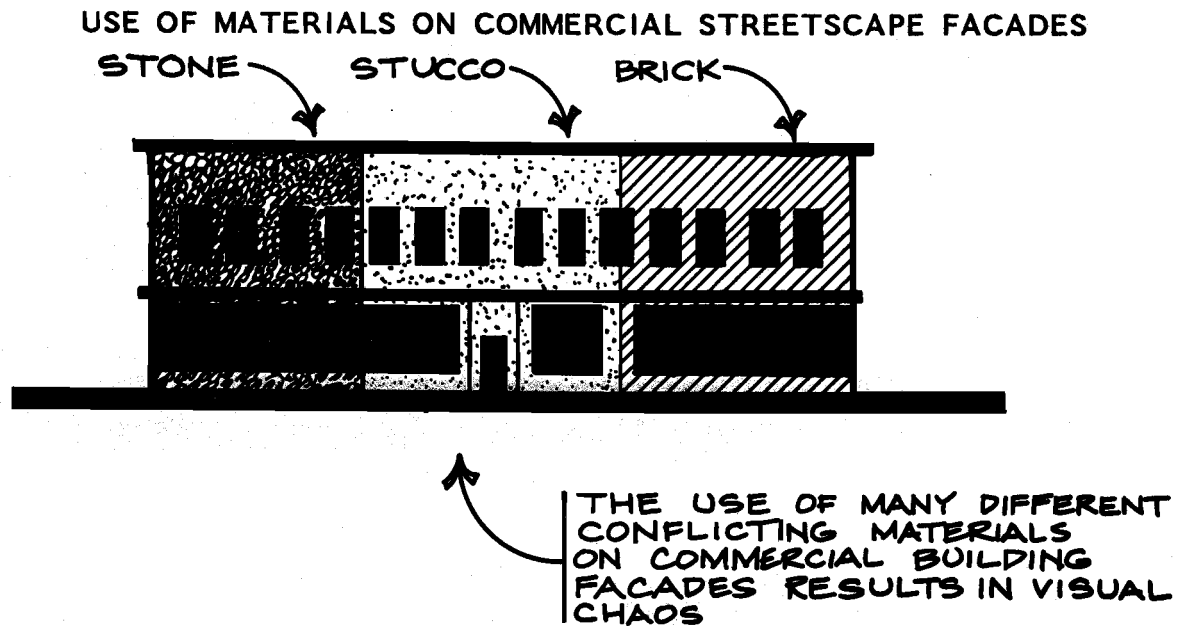 USE OF MATERIALS ON COMMERCIAL STREETSCAPE FACADES
STONE STUCCO BRICK
THE USE OF MANY DIFFERENT
CONFLICTING MATERIALS
ON COMMERCIAL BUILDING
FACADES RESULTS IN VISUAL
CHAOS